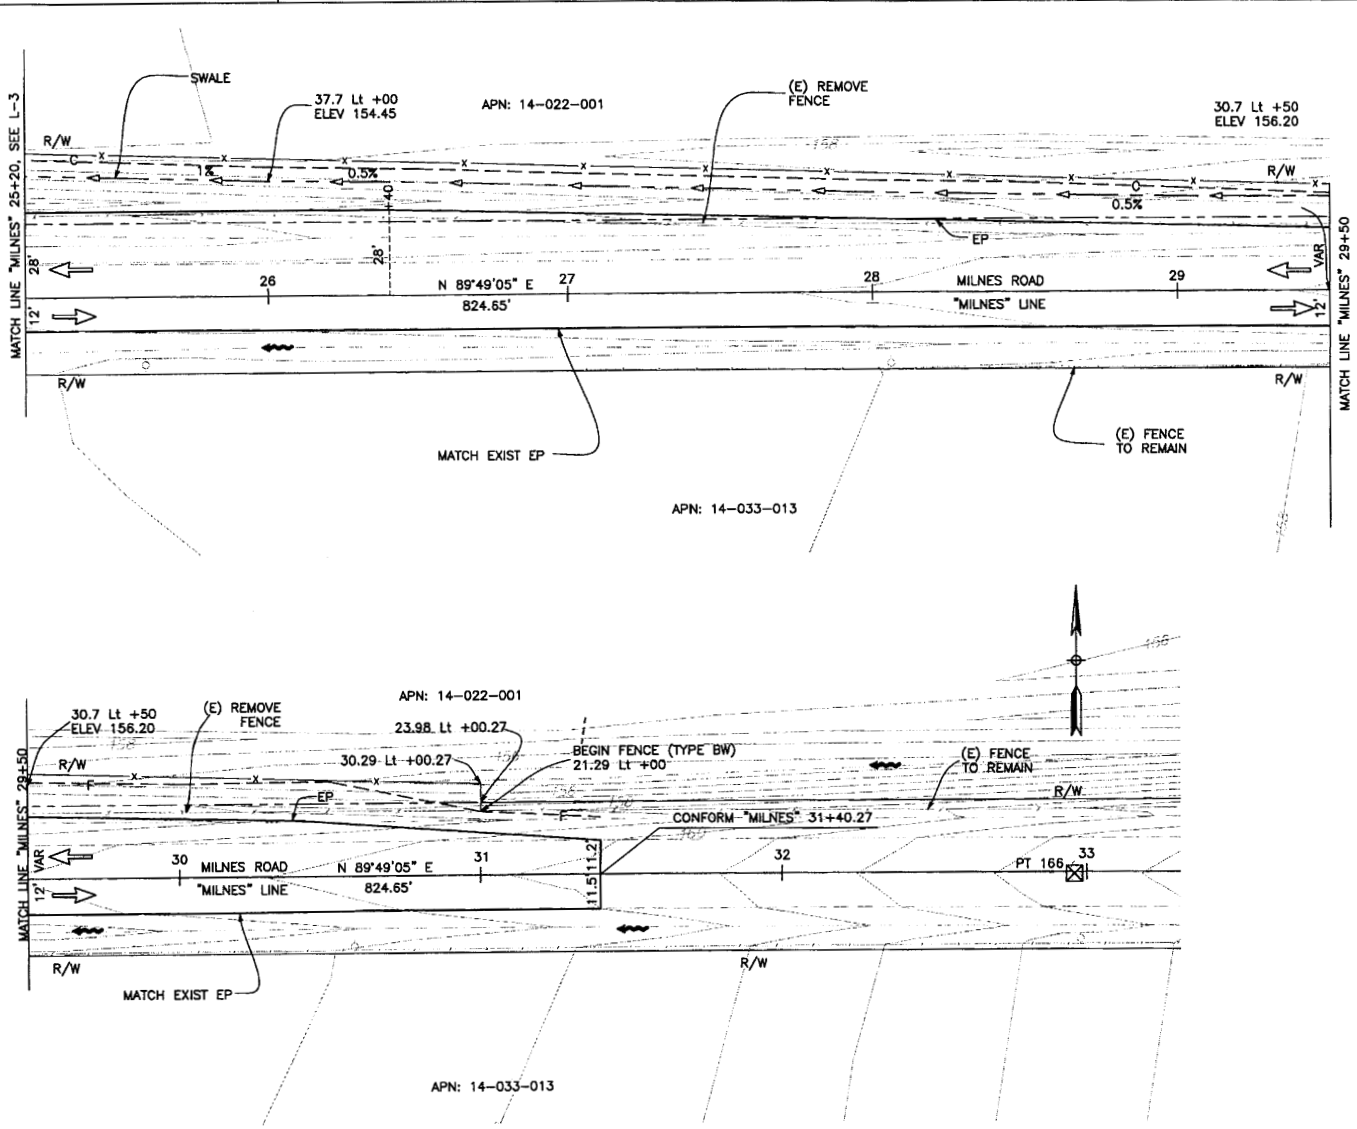 SWALE
37.7 Lt +00
ELEV 154.45
APN: 14-022-001
(E) REMOVE
FENCE
30.7 Lt +50
ELEV 156.20
MATCH LINE "MILNES" 25+20, SEE L-3
R/W
C
1%
0.5%
+40
158
R/W
C
0.5%
EP
28'
28'
VAR
26
N 89°49'05" E
824.65'
27
28
MILNES ROAD
"MILNES" LINE
29
12'
12'
MATCH LINE "MILNES" 29+50
R/W
R/W
MATCH EXIST EP
(E) FENCE
TO REMAIN
APN: 14-033-013
158
APN: 14-022-001
30.7 Lt +50
ELEV 156.20
(E) REMOVE
FENCE
23.98 Lt +00.27
30.29 Lt +00.27
BEGIN FENCE (TYPE BW)
21.29 Lt +00
(E) FENCE
TO REMAIN
158
R/W
F
EP
F
R/W
CONFORM "MILNES" 31+40.27
MATCH LINE "MILNES" 29+50
VAR
12'
30
MILNES ROAD
"MILNES" LINE
N 89°49'05" E
824.65'
31
11.2'
11.5'
32
PT 166
33
R/W
R/W
MATCH EXIST EP
APN: 14-033-013